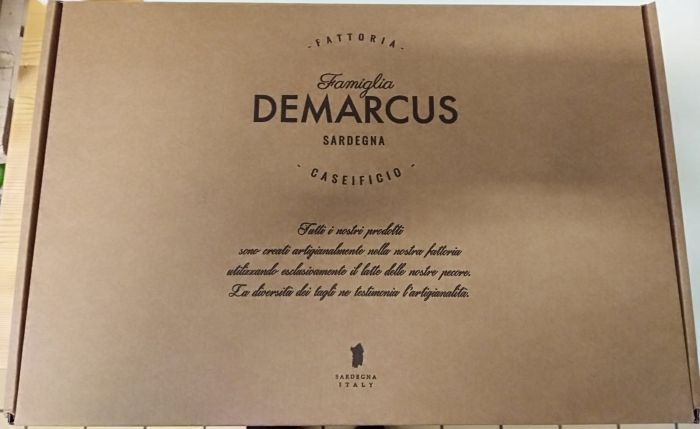 - FATTORIA -
Famiglia
DEMARCUS
SARDEGNA
- CASEIFICIO -
Tutti i nostri prodotti
sono creati artigianalmente nella nostra fattoria
utilizzando esclusivamente il latte delle nostre pecore.
La diversità dei tagli ne testimonia l'artigianalità.
SARDEGNA
ITALY